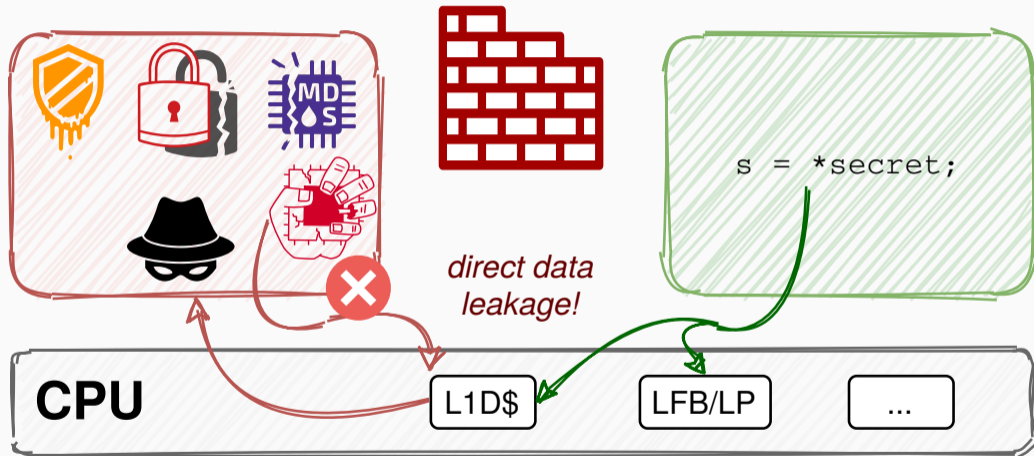 MD
S
s = *secret;
direct data
leakage!
CPU
L1D$
LFB/LP
...